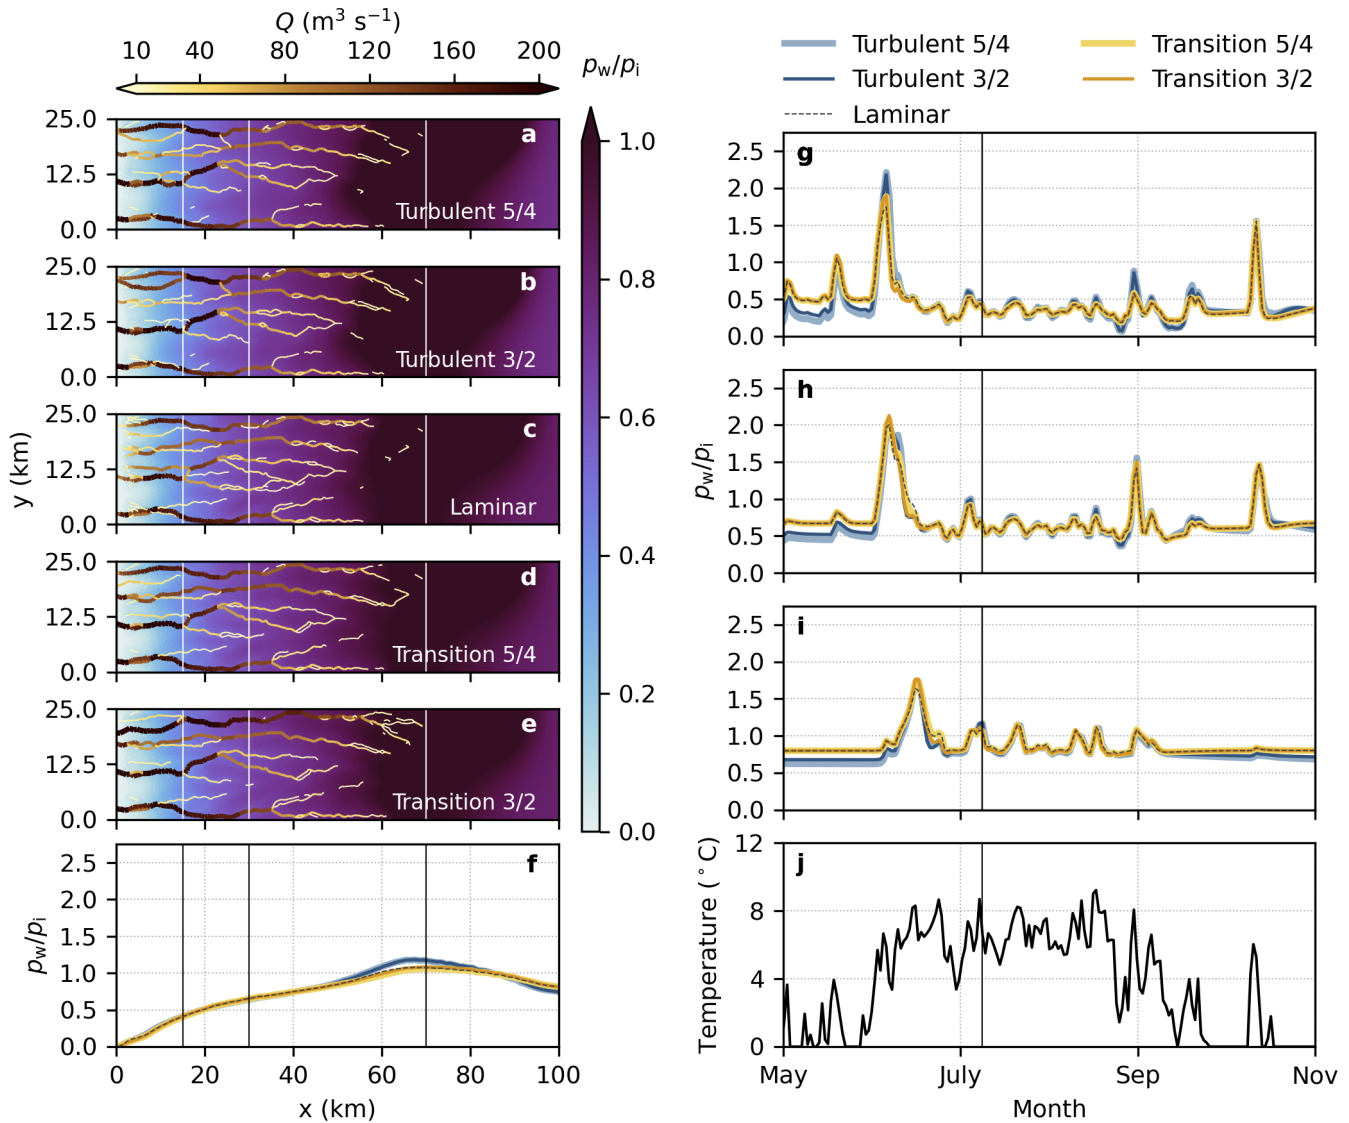 Q (m³ s⁻¹)
10 40 80 120 160 200
p_w/p_i
1.0
0.8
0.6
0.4
0.2
0.0
25.0
12.5
0.0
a
Turbulent 5/4
25.0
12.5
0.0
b
Turbulent 3/2
25.0
12.5
0.0
c
Laminar
y (km)
25.0
12.5
0.0
d
Transition 5/4
25.0
12.5
0.0
e
Transition 3/2
2.5
2.0
1.5
1.0
0.5
0.0
p_w/p_i
f
0 20 40 60 80 100
x (km)
Turbulent 5/4 Transition 5/4
Turbulent 3/2 Transition 3/2
Laminar
g
2.5
2.0
1.5
1.0
0.5
0.0
h
2.5
2.0
1.5
1.0
0.5
0.0
p_w/p_i
i
2.5
2.0
1.5
1.0
0.5
0.0
j
12
8
4
0
Temperature (°C)
May July Sep Nov
Month